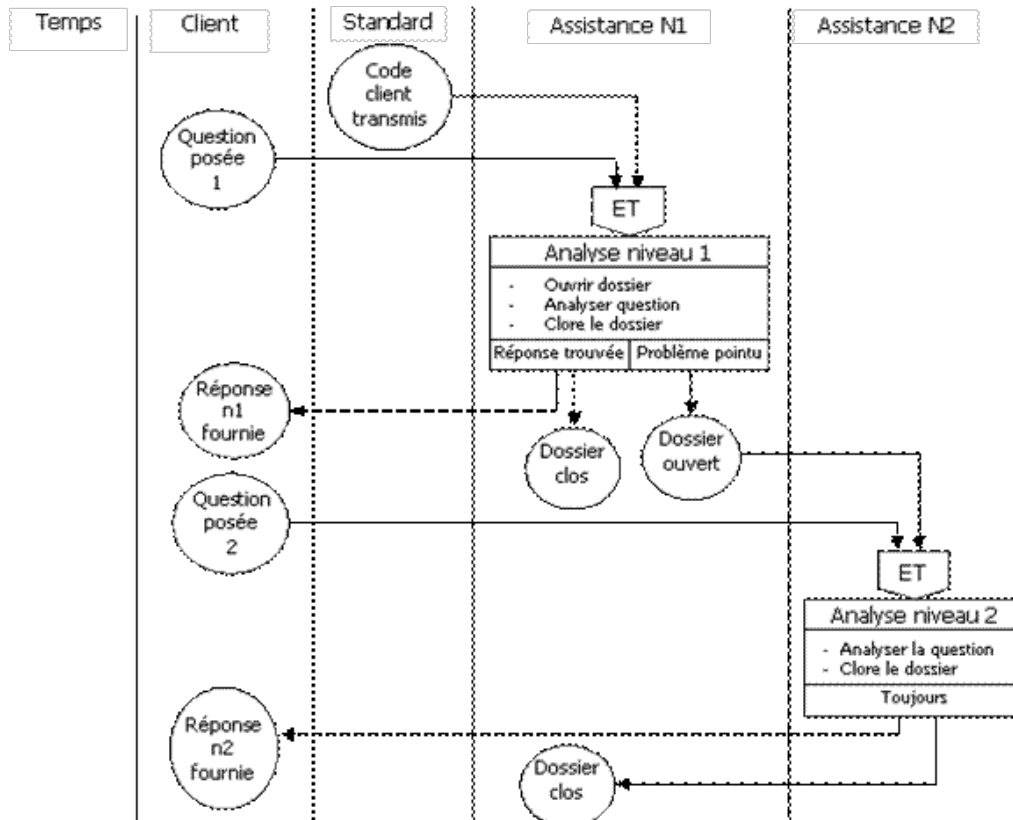 Temps
Client
Standard
Assistance N1
Assistance N2
Code
client
transmis
Question
posée
1
ET
Analyse niveau 1
- Ouvrir dossier
- Analyser question
- Clore le dossier
Réponse trouvée
Problème pointu
Réponse
n1
fournie
Dossier
clos
Dossier
ouvert
Question
posée
2
ET
Analyse niveau 2
- Analyser la question
- Clore le dossier
Toujours
Réponse
n2
fournie
Dossier
clos